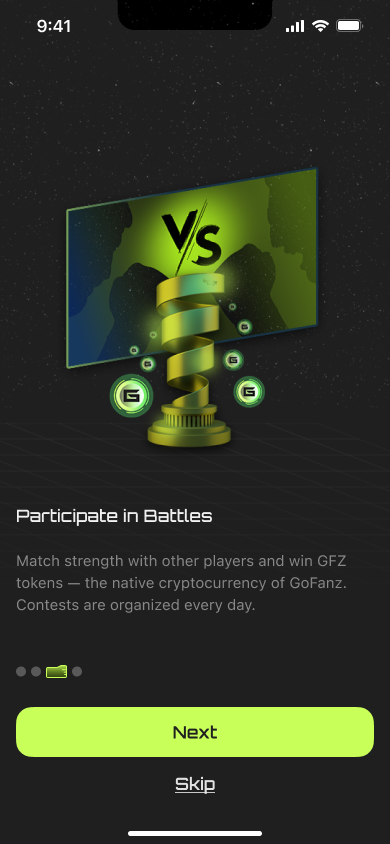 9:41
VS
G
G
G
G
G
G
Participate in Battles
Match strength with other players and win GFZ
tokens — the native cryptocurrency of GoFanz.
Contests are organized every day.
Next
Skip